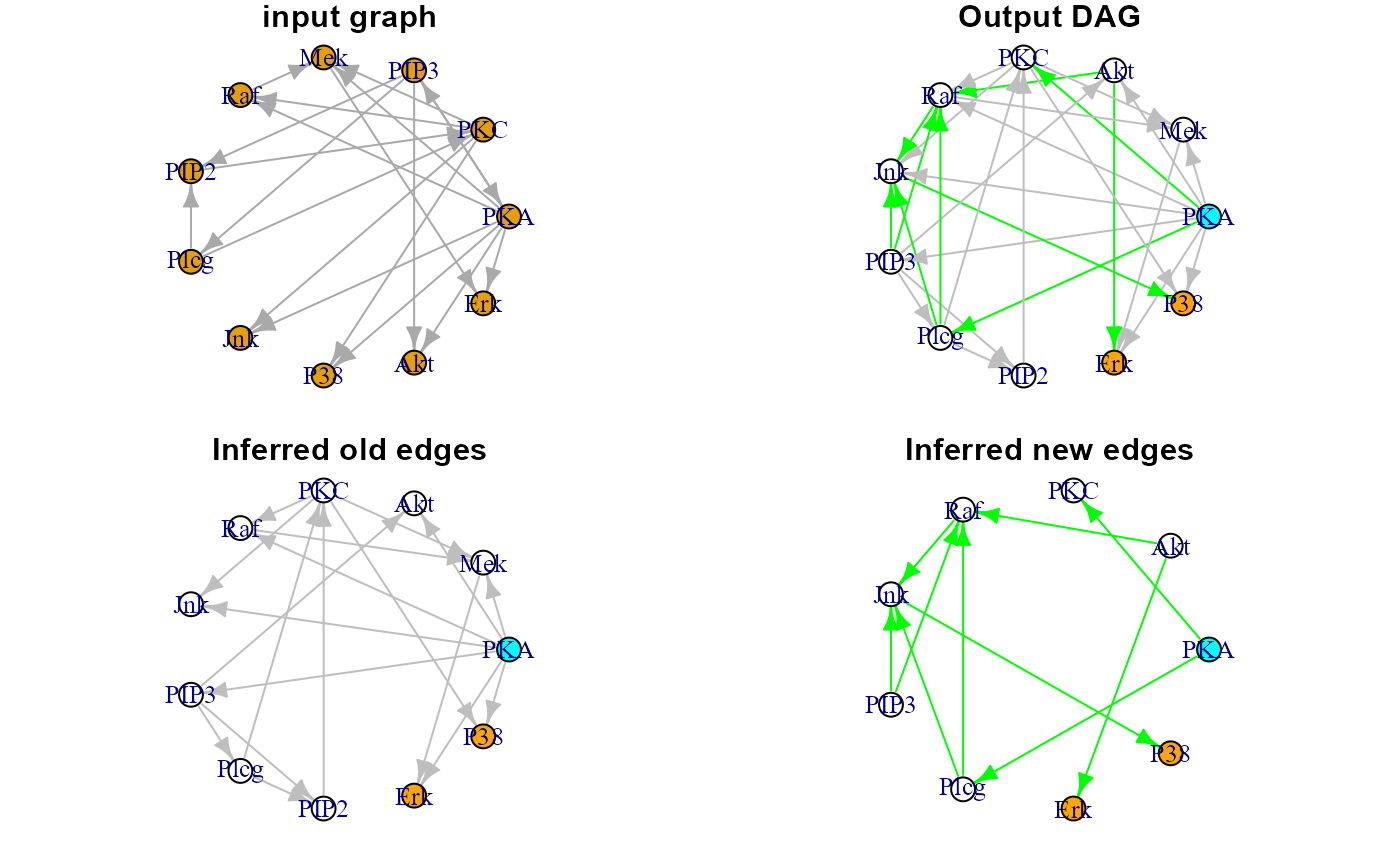 input graph
Mek
PIP3
Raf
PKC
PIP2
PKA
Plcg
Erk
Jnk
Akt
P38
Output DAG
PKC
Akt
Raf
Mek
Jnk
PKA
PIP3
P38
Plcg
Erk
PIP2
Inferred old edges
PKC
Akt
Raf
Mek
Jnk
PKA
PIP3
P38
Plcg
Erk
PIP2
Inferred new edges
PKC
Raf
Akt
Jnk
PKA
PIP3
P38
Plcg
Erk